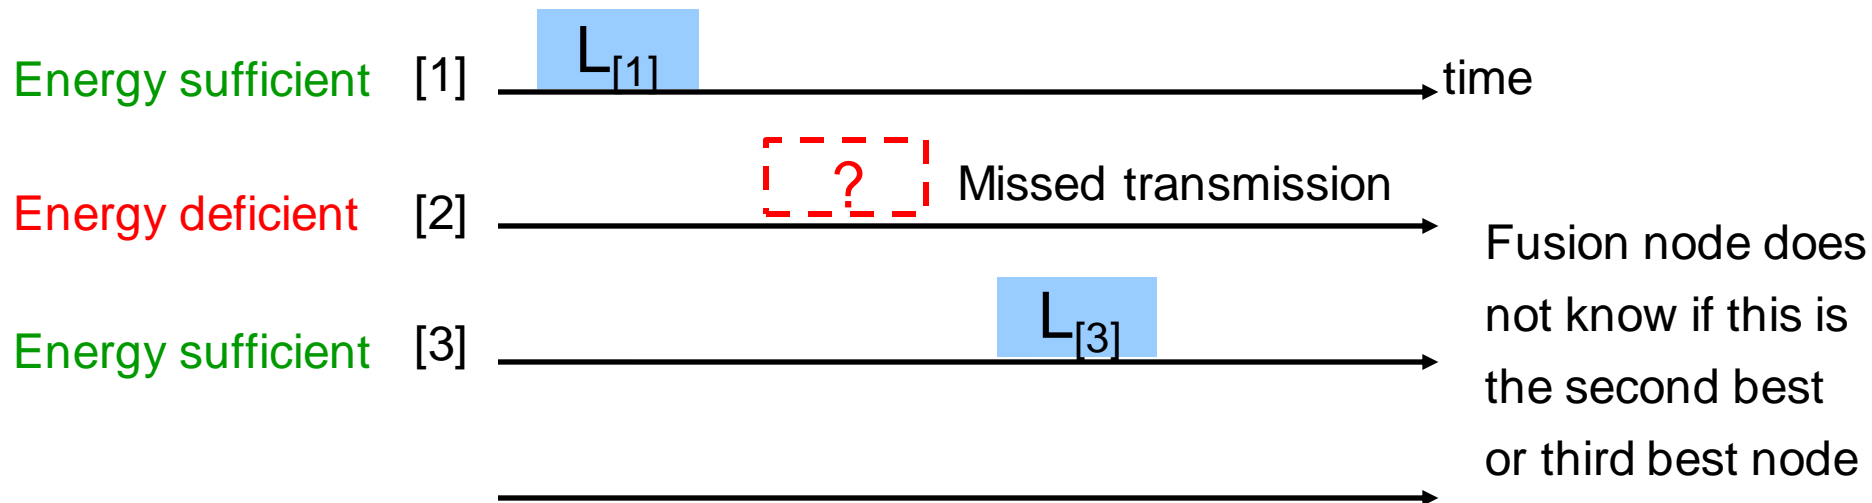 Energy sufficient [1] L[1] time
Energy deficient [2] ? Missed transmission
Energy sufficient [3] L[3]
Fusion node does
not know if this is
the second best
or third best node